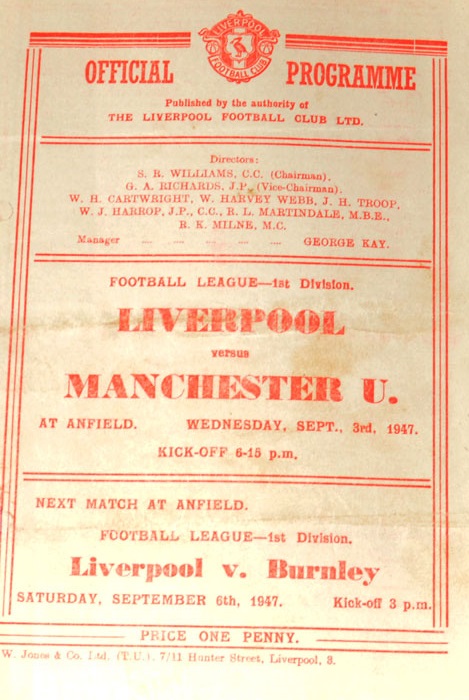 LIVERPOOL
FOOTBALL CLUB
OFFICIAL PROGRAMME
Published by the authority of
THE LIVERPOOL FOOTBALL CLUB LTD.
Directors:
S. R. WILLIAMS, C.C. (Chairman),
G. A. RICHARDS, J.P. (Vice-Chairman).
W. H. CARTWRIGHT, W. HARVEY WEBB, J. H. TROOP,
W. J. HARROP, J.P., C.C., R. L. MARTINDALE, M.B.E.,
R. K. MILNE, M.C.
Manager .... .... .... .... .... GEORGE KAY.
FOOTBALL LEAGUE—1st Division.
LIVERPOOL
versus
MANCHESTER U.
AT ANFIELD. WEDNESDAY, SEPT., 3rd, 1947.
KICK-OFF 6-15 p.m.
NEXT MATCH AT ANFIELD.
FOOTBALL LEAGUE—1st Division.
Liverpool v. Burnley
SATURDAY, SEPTEMBER 6th, 1947. Kick-off 3 p.m.
PRICE ONE PENNY.
W. Jones & Co. Ltd. (T.U.). 7/11 Hunter Street, Liverpool, 3.